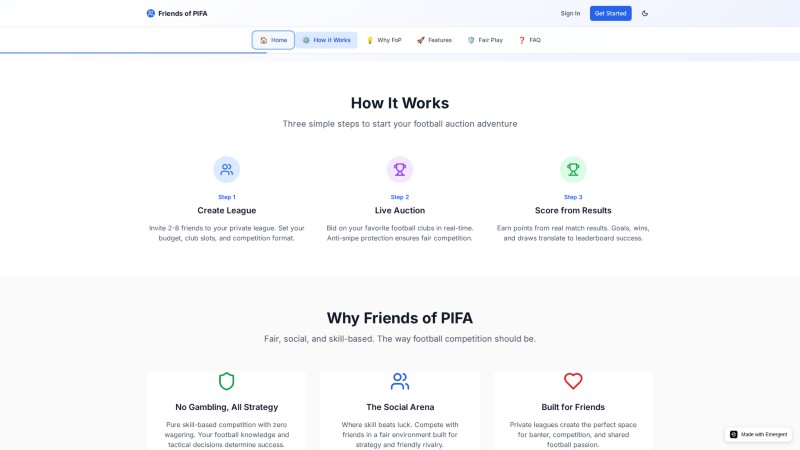 Friends of PIFA
Sign In
Get Started
Home
How it Works
Why FoP
Features
Fair Play
FAQ
How It Works
Three simple steps to start your football auction adventure
Step 1
Create League
Invite 2-8 friends to your private league. Set your
budget, club slots, and competition format.
Step 2
Live Auction
Bid on your favorite football clubs in real-time.
Anti-snipe protection ensures fair competition.
Step 3
Score from Results
Earn points from real match results. Goals, wins,
and draws translate to leaderboard success.
Why Friends of PIFA
Fair, social, and skill-based. The way football competition should be.
No Gambling, All Strategy
Pure skill-based competition with zero
wagering. Your football knowledge and
tactical decisions determine success.
The Social Arena
Where skill beats luck. Compete with
friends in a fair environment built for
strategy and friendly rivalry.
Built for Friends
Private leagues create the perfect space
for banter, competition, and shared
football passion.
Made with Emergent